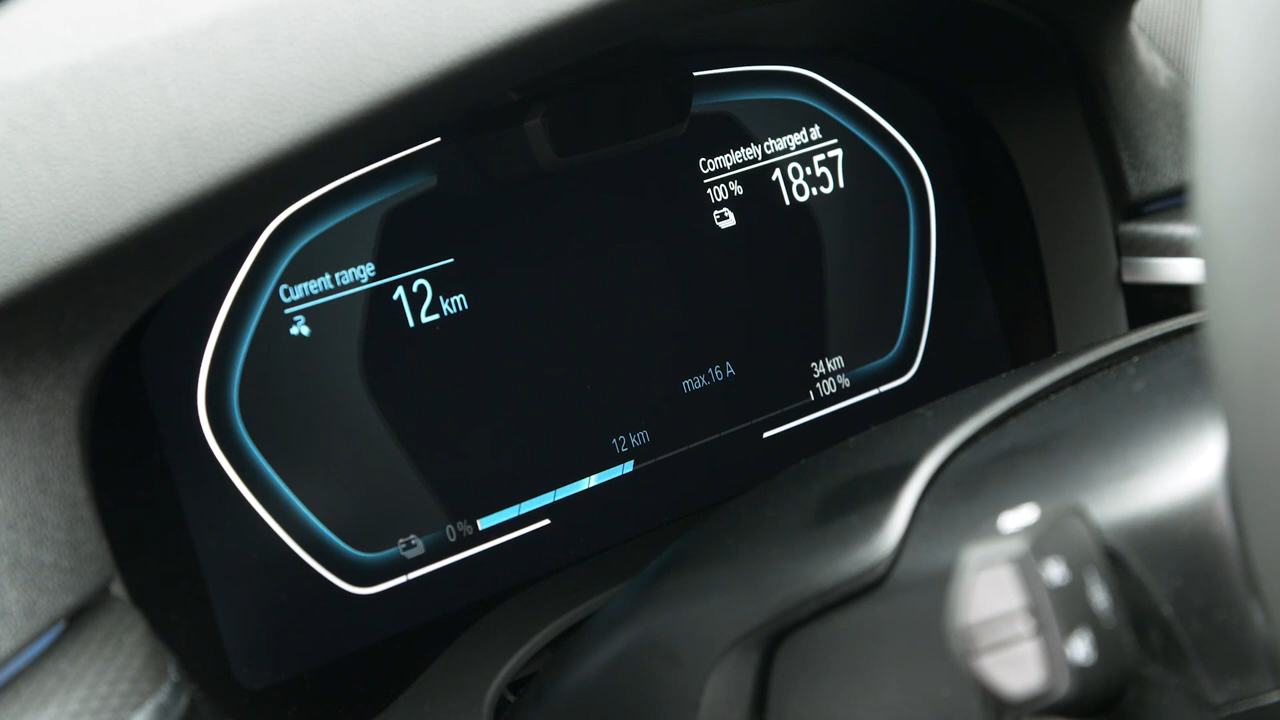 Completely charged at
100 % 18:57
Current range
12 km
max.16 A
34 km
100 %
12 km
0 %